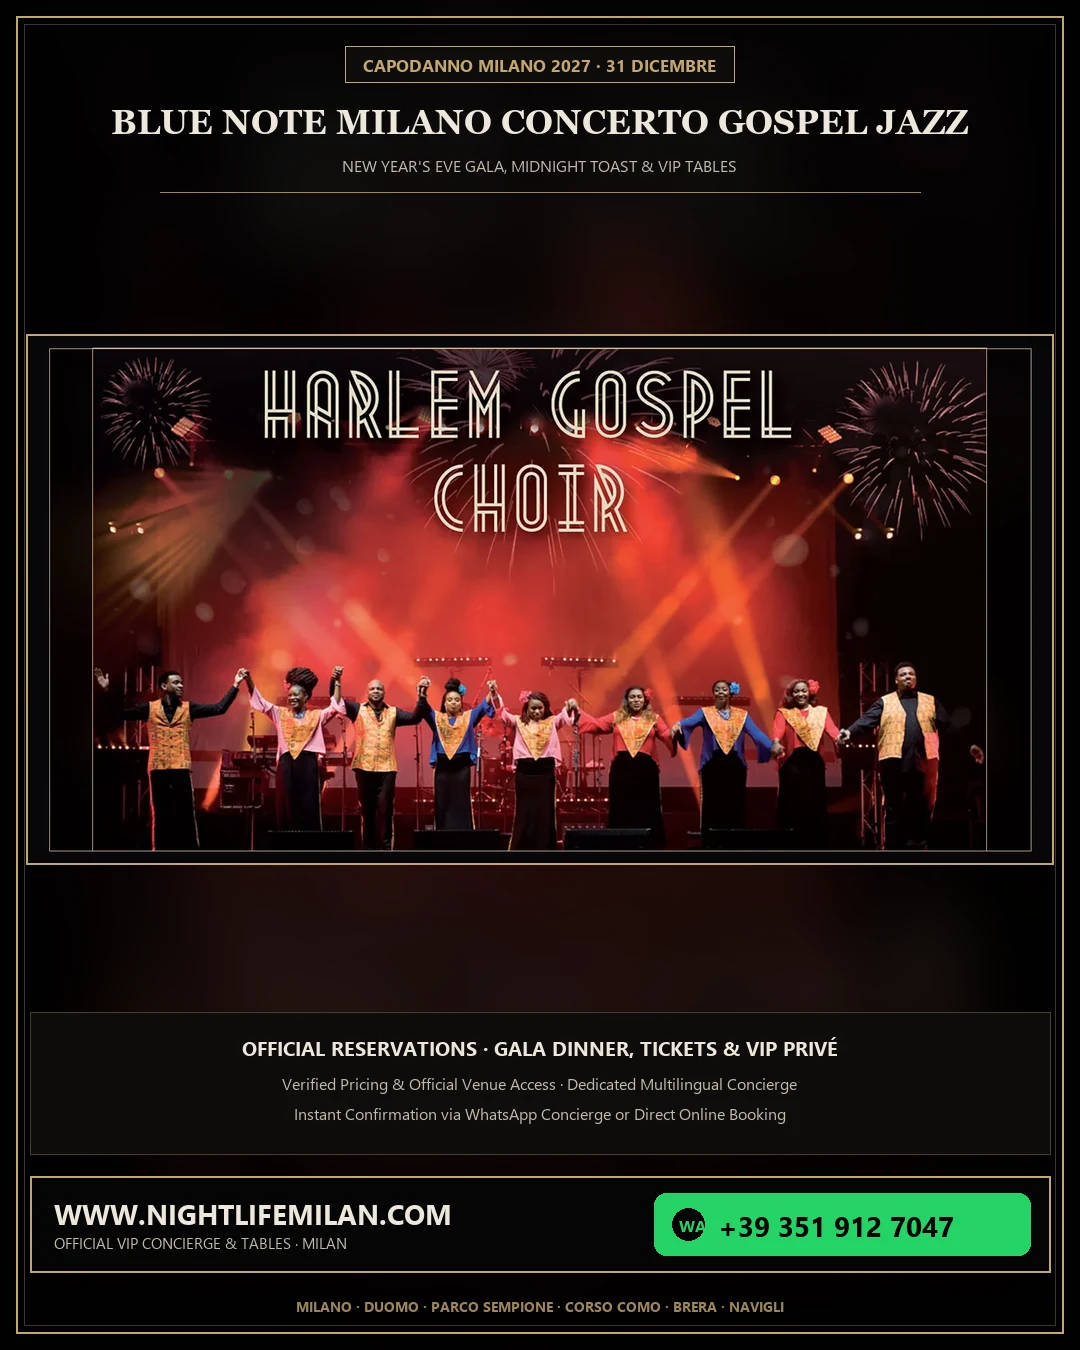 CAPODANNO MILANO 2027 · 31 DICEMBRE
BLUE NOTE MILANO CONCERTO GOSPEL JAZZ
NEW YEAR'S EVE GALA, MIDNIGHT TOAST & VIP TABLES
HARLEM GOSPEL
CHOIR
OFFICIAL RESERVATIONS · GALA DINNER, TICKETS & VIP PRIVÉ
Verified Pricing & Official Venue Access · Dedicated Multilingual Concierge
Instant Confirmation via WhatsApp Concierge or Direct Online Booking
WWW.NIGHTLIFEMILAN.COM
OFFICIAL VIP CONCIERGE & TABLES · MILAN
WA +39 351 912 7047
MILANO · DUOMO · PARCO SEMPIONE · CORSO COMO · BRERA · NAVIGLI